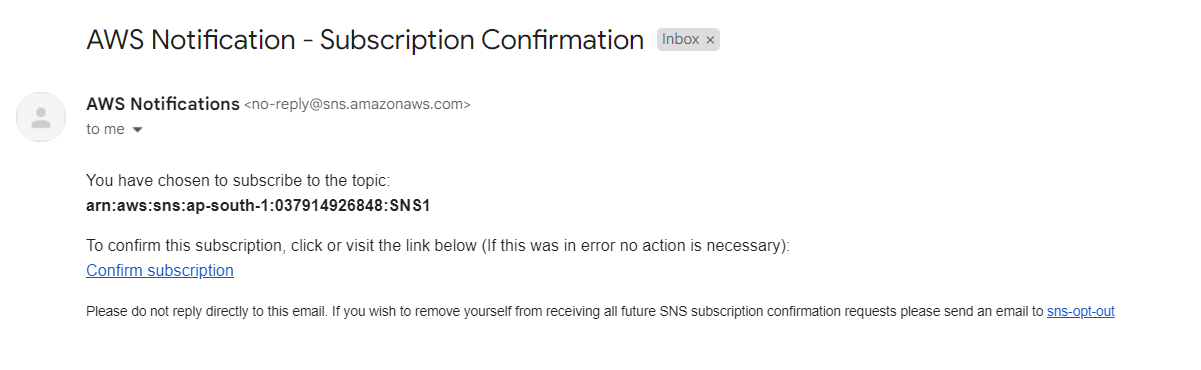 AWS Notification - Subscription Confirmation Inbox ×
AWS Notifications <no-reply@sns.amazonaws.com>
to me
You have chosen to subscribe to the topic:
arn:aws:sns:ap-south-1:037914926848:SNS1
To confirm this subscription, click or visit the link below (If this was in error no action is necessary):
Confirm subscription
Please do not reply directly to this email. If you wish to remove yourself from receiving all future SNS subscription confirmation requests please send an email to sns-opt-out